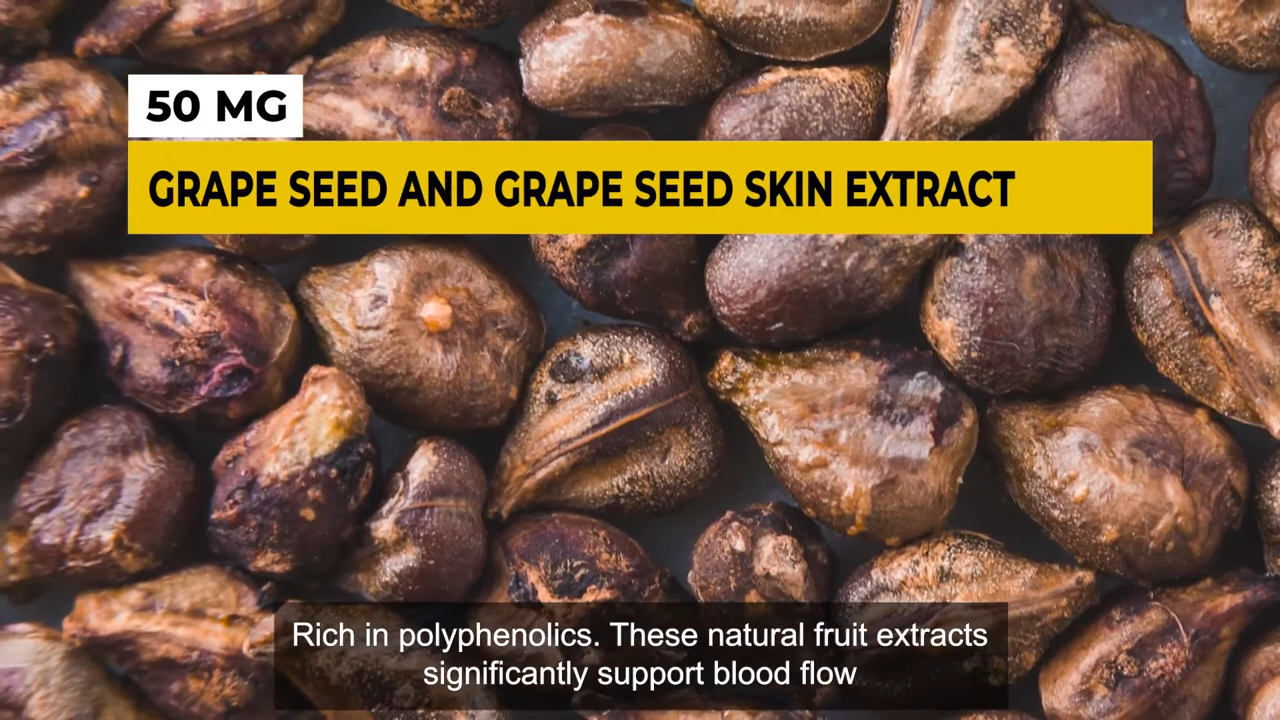 50 MG
GRAPE SEED AND GRAPE SEED SKIN EXTRACT
Rich in polyphenolics. These natural fruit extracts
significantly support blood flow